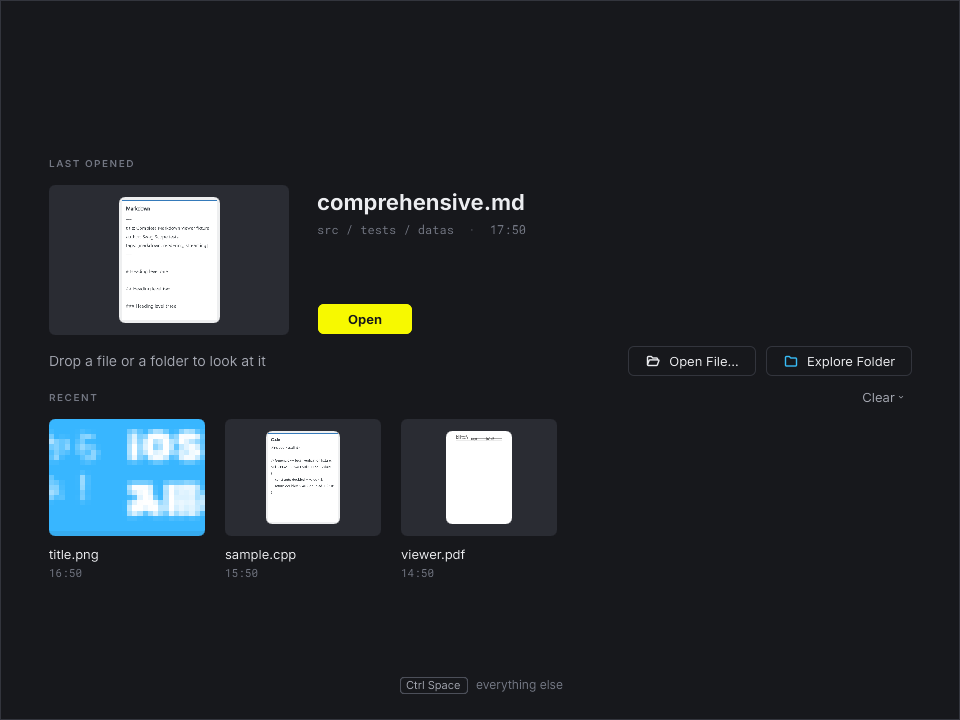 LAST OPENED
Markdown
comprehensive.md
src / tests / datas · 17:50
Open
Drop a file or a folder to look at it
Open File...
Explore Folder
RECENT
Clear
IOS
title.png
16:50
sample.cpp
15:50
viewer.pdf
14:50
Ctrl Space everything else